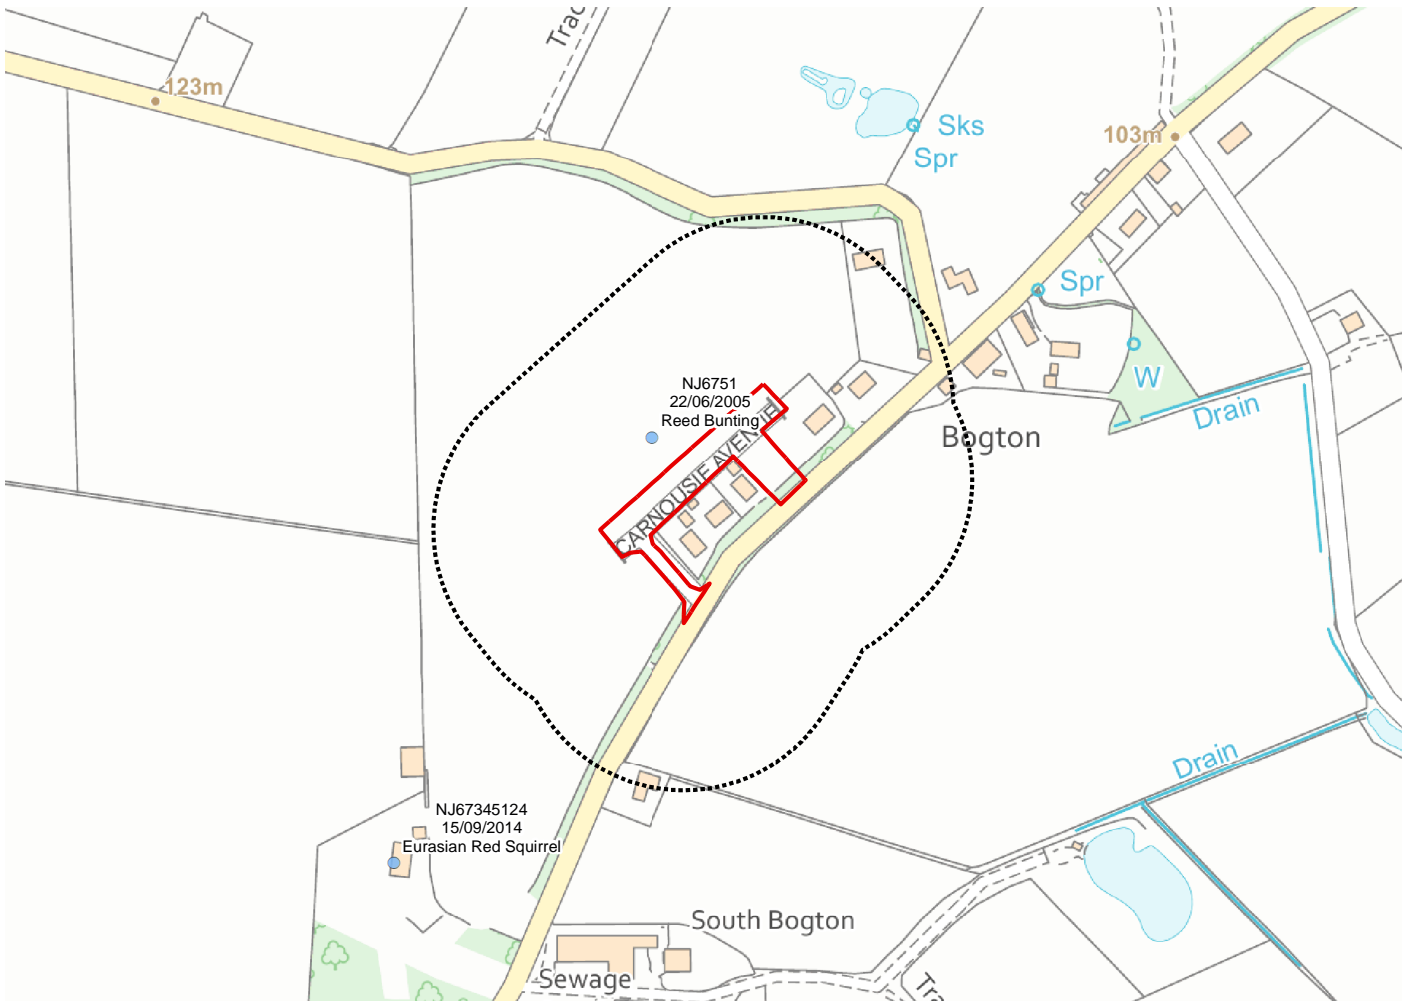 Trac
123m
Sks
Spr
103m
Spr
W
Drain
NJ6751
22/06/2005
Reed Bunting
Bogton
CARNOUSIE AVENUE
Drain
NJ67345124
15/09/2014
Eurasian Red Squirrel
South Bogton
Sewage
Tra